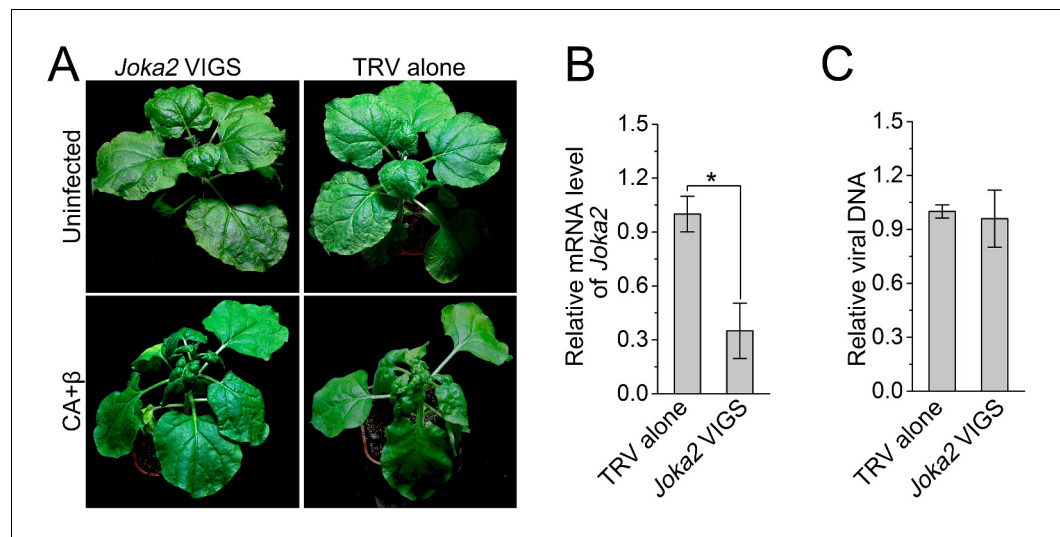 A
Joka2 VIGS
TRV alone
Uninfected
CA+β
B
Relative mRNA level
of Joka2
1.5
1.2
0.9
0.6
0.3
0.0
*
TRV alone
Joka2 VIGS
C
Relative viral DNA
1.5
1.2
0.9
0.6
0.3
0.0
TRV alone
Joka2 VIGS